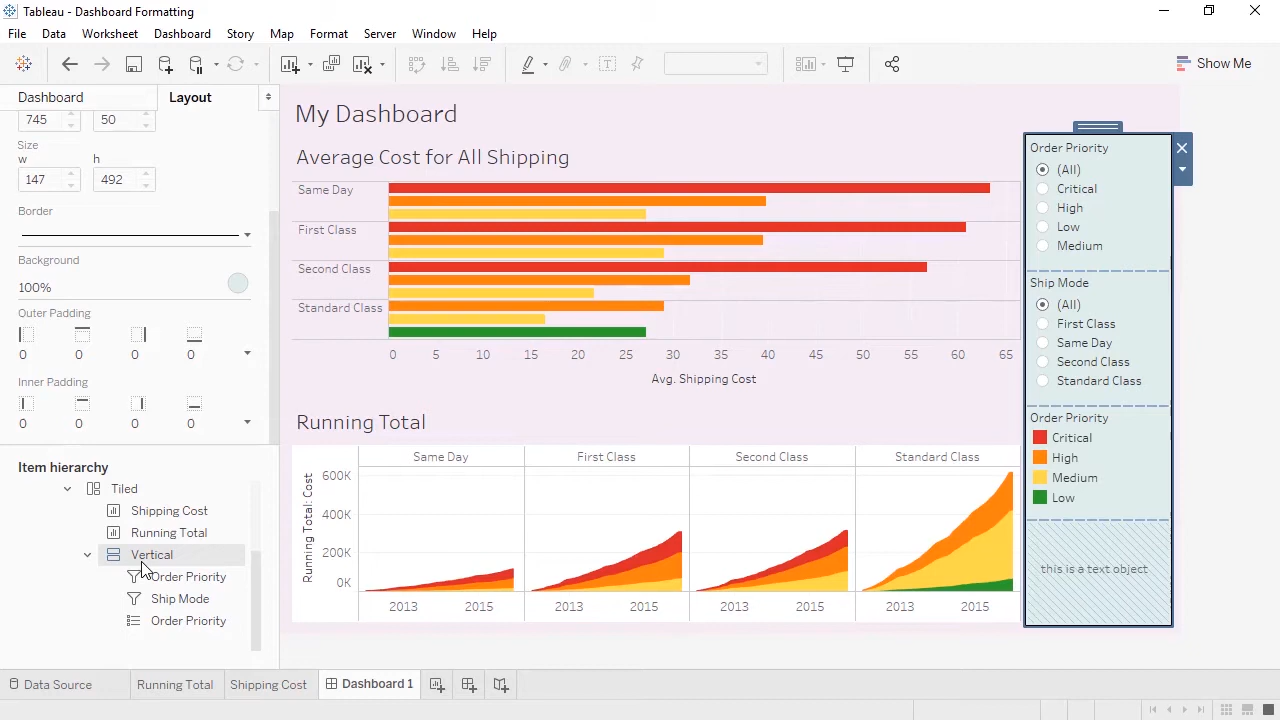 Tableau - Dashboard Formatting
File Data Worksheet Dashboard Story Map Format Server Window Help
Show Me
Dashboard Layout
745 50
Size
w h
147 492
Border
Background
100%
Outer Padding
0 0 0 0
Inner Padding
0 0 0 0
Item hierarchy
Tiled
Shipping Cost
Running Total
Vertical
Order Priority
Ship Mode
Order Priority
My Dashboard
Average Cost for All Shipping
Same Day
First Class
Second Class
Standard Class
0 5 10 15 20 25 30 35 40 45 50 55 60 65
Avg. Shipping Cost
Running Total
Same Day First Class Second Class Standard Class
Running Total: Cost
600K
400K
200K
0K
2013 2015 2013 2015 2013 2015 2013 2015
Order Priority
(All)
Critical
High
Low
Medium
Ship Mode
(All)
First Class
Same Day
Second Class
Standard Class
Order Priority
Critical
High
Medium
Low
this is a text object
Data Source Running Total Shipping Cost Dashboard 1